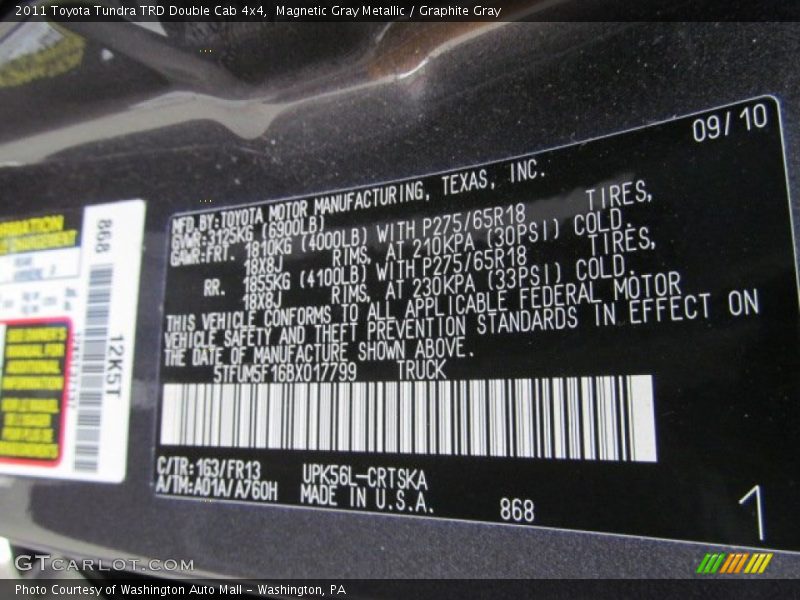 2011 Toyota Tundra TRD Double Cab 4x4, Magnetic Gray Metallic / Graphite Gray
09/10
MFD.BY:TOYOTA MOTOR MANUFACTURING, TEXAS, INC.
GVWR:3125KG (6900LB)
GAWR:FRT. 1810KG (4000LB) WITH P275/65R18 TIRES,
18X8J RIMS, AT 210KPA (30PSI) COLD.
RR. 1855KG (4100LB) WITH P275/65R18 TIRES,
18X8J RIMS, AT 230KPA (33PSI) COLD.
THIS VEHICLE CONFORMS TO ALL APPLICABLE FEDERAL MOTOR
VEHICLE SAFETY AND THEFT PREVENTION STANDARDS IN EFFECT ON
THE DATE OF MANUFACTURE SHOWN ABOVE.
5TFUM5F16BX017799 TRUCK
C/TR:163/FR13 UPK56L-CRTSKA
A/TM:A01A/A760H MADE IN U.S.A.
868
1
868
12K5T
GTCARLOT.COM
Photo Courtesy of Washington Auto Mall - Washington, PA